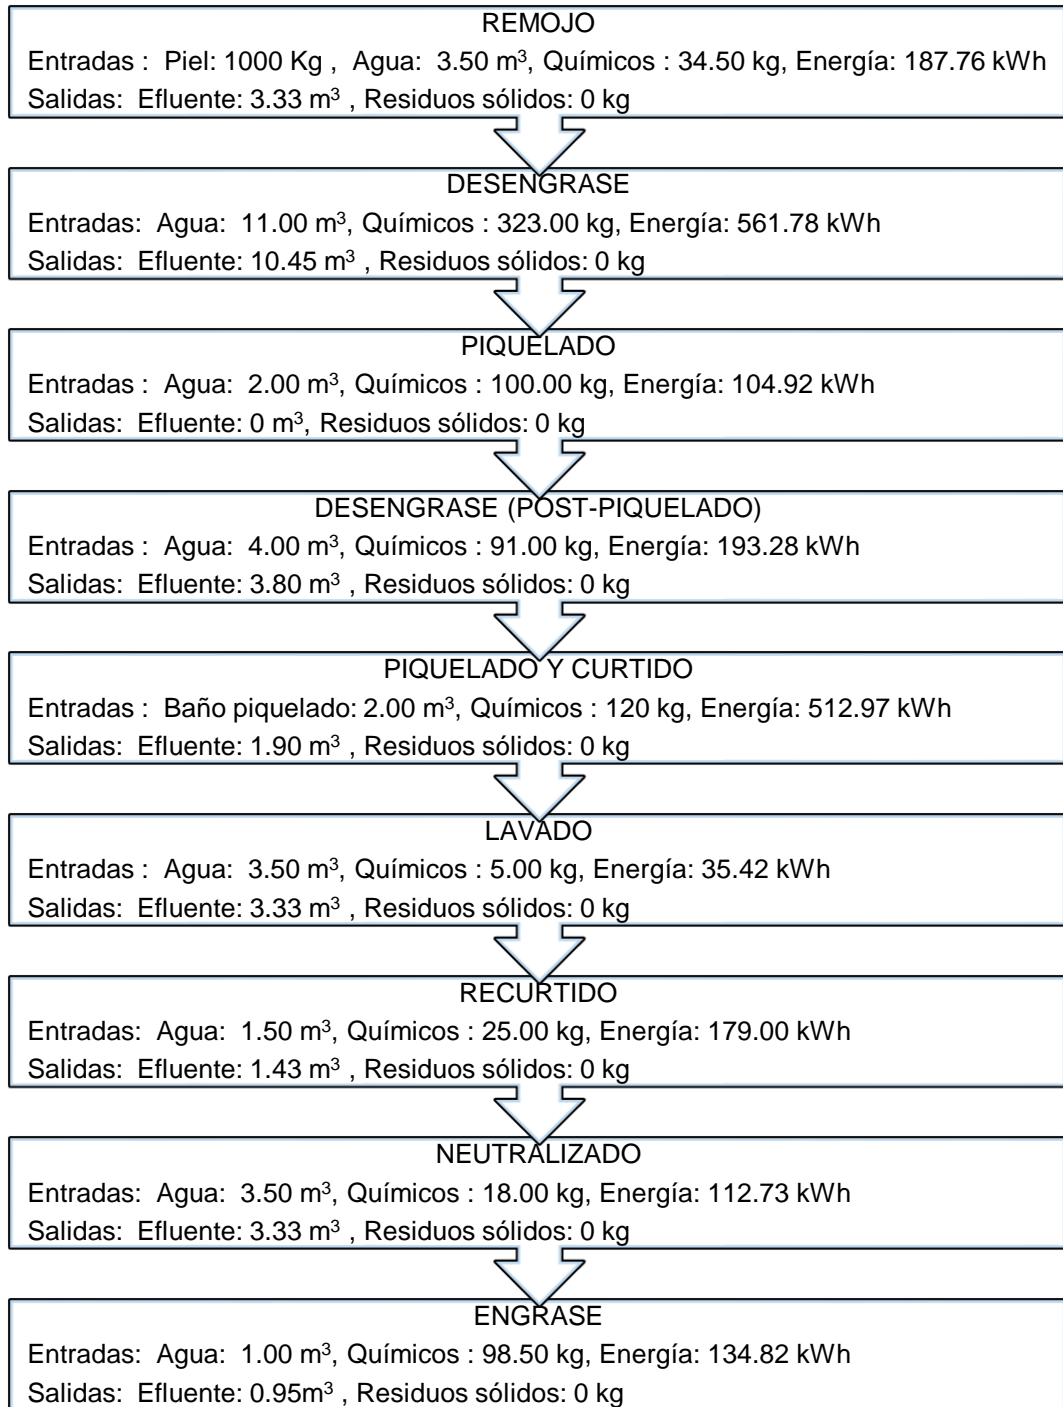 REMOJO
Entradas : Piel: 1000 Kg , Agua: 3.50 m³, Químicos : 34.50 kg, Energía: 187.76 kWh
Salidas: Efluente: 3.33 m³ , Residuos sólidos: 0 kg
DESENGRASE
Entradas: Agua: 11.00 m³, Químicos : 323.00 kg, Energía: 561.78 kWh
Salidas: Efluente: 10.45 m³ , Residuos sólidos: 0 kg
PIQUELADO
Entradas : Agua: 2.00 m³, Químicos : 100.00 kg, Energía: 104.92 kWh
Salidas: Efluente: 0 m³, Residuos sólidos: 0 kg
DESENGRASE (POST-PIQUELADO)
Entradas : Agua: 4.00 m³, Químicos : 91.00 kg, Energía: 193.28 kWh
Salidas: Efluente: 3.80 m³ , Residuos sólidos: 0 kg
PIQUELADO Y CURTIDO
Entradas : Baño piquelado: 2.00 m³, Químicos : 120 kg, Energía: 512.97 kWh
Salidas: Efluente: 1.90 m³ , Residuos sólidos: 0 kg
LAVADO
Entradas : Agua: 3.50 m³, Químicos : 5.00 kg, Energía: 35.42 kWh
Salidas: Efluente: 3.33 m³ , Residuos sólidos: 0 kg
RECURTIDO
Entradas: Agua: 1.50 m³, Químicos : 25.00 kg, Energía: 179.00 kWh
Salidas: Efluente: 1.43 m³ , Residuos sólidos: 0 kg
NEUTRALIZADO
Entradas: Agua: 3.50 m³, Químicos : 18.00 kg, Energía: 112.73 kWh
Salidas: Efluente: 3.33 m³ , Residuos sólidos: 0 kg
ENGRASE
Entradas: Agua: 1.00 m³, Químicos : 98.50 kg, Energía: 134.82 kWh
Salidas: Efluente: 0.95m³ , Residuos sólidos: 0 kg